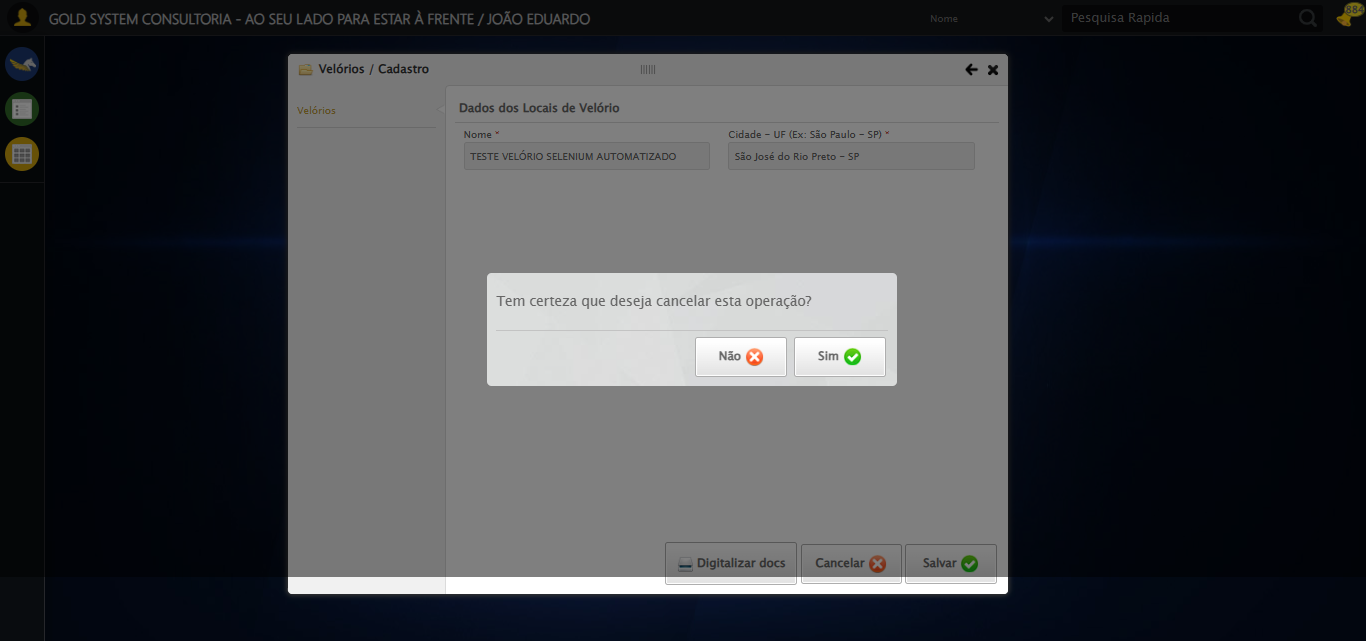 GOLD SYSTEM CONSULTORIA - AO SEU LADO PARA ESTAR À FRENTE / JOÃO EDUARDO
Nome
Pesquisa Rapida
884
Velórios / Cadastro
Velórios
Dados dos Locais de Velório
Nome *
Cidade - UF (Ex: São Paulo - SP) *
TESTE VELÓRIO SELENIUM AUTOMATIZADO
São José do Rio Preto - SP
Tem certeza que deseja cancelar esta operação?
Não
Sim
Digitalizar docs
Cancelar
Salvar